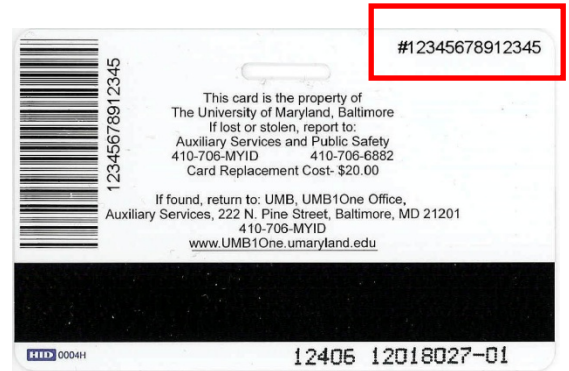 #12345678912345
12345678912345
This card is the property of
The University of Maryland, Baltimore
If lost or stolen, report to:
Auxiliary Services and Public Safety
410-706-MYID 410-706-6882
Card Replacement Cost- $20.00
If found, return to: UMB, UMB1One Office,
Auxiliary Services, 222 N. Pine Street, Baltimore, MD 21201
410-706-MYID
www.UMB1One.umaryland.edu
HID 0004H
12406 12018027-01